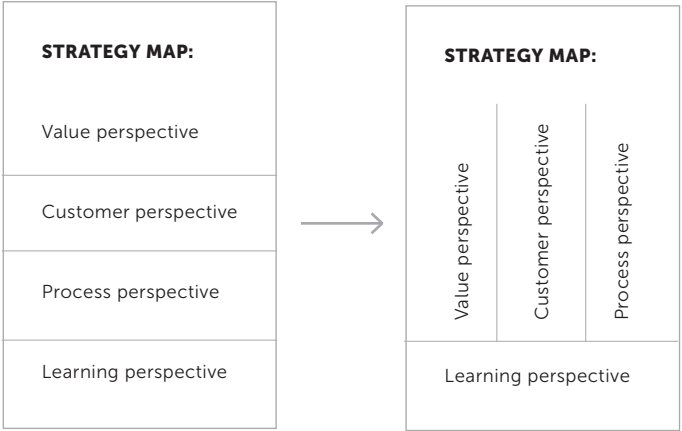 STRATEGY MAP:
Value perspective
Customer perspective
Process perspective
Learning perspective
STRATEGY MAP:
Value perspective
Customer perspective
Process perspective
Learning perspective